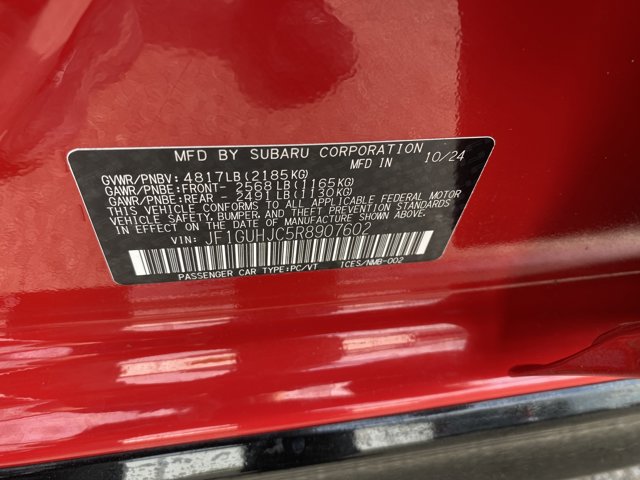 MFD BY SUBARU CORPORATION
MFD IN 10/24
GVWR/PNBV: 4817LB(2185KG)
GAWR/PNBE:FRONT- 2568LB(1165KG)
GAWR/PNBE:REAR - 2491LB(1130KG)
THIS VEHICLE CONFORMS TO ALL APPLICABLE FEDERAL MOTOR
VEHICLE SAFETY, BUMPER, AND THEFT PREVENTION STANDARDS
IN EFFECT ON THE DATE OF MANUFACTURE SHOWN ABOVE.
VIN: JF1GUHJC5R8907602
PASSENGER CAR TYPE:PC/VT ICES/NMB-002